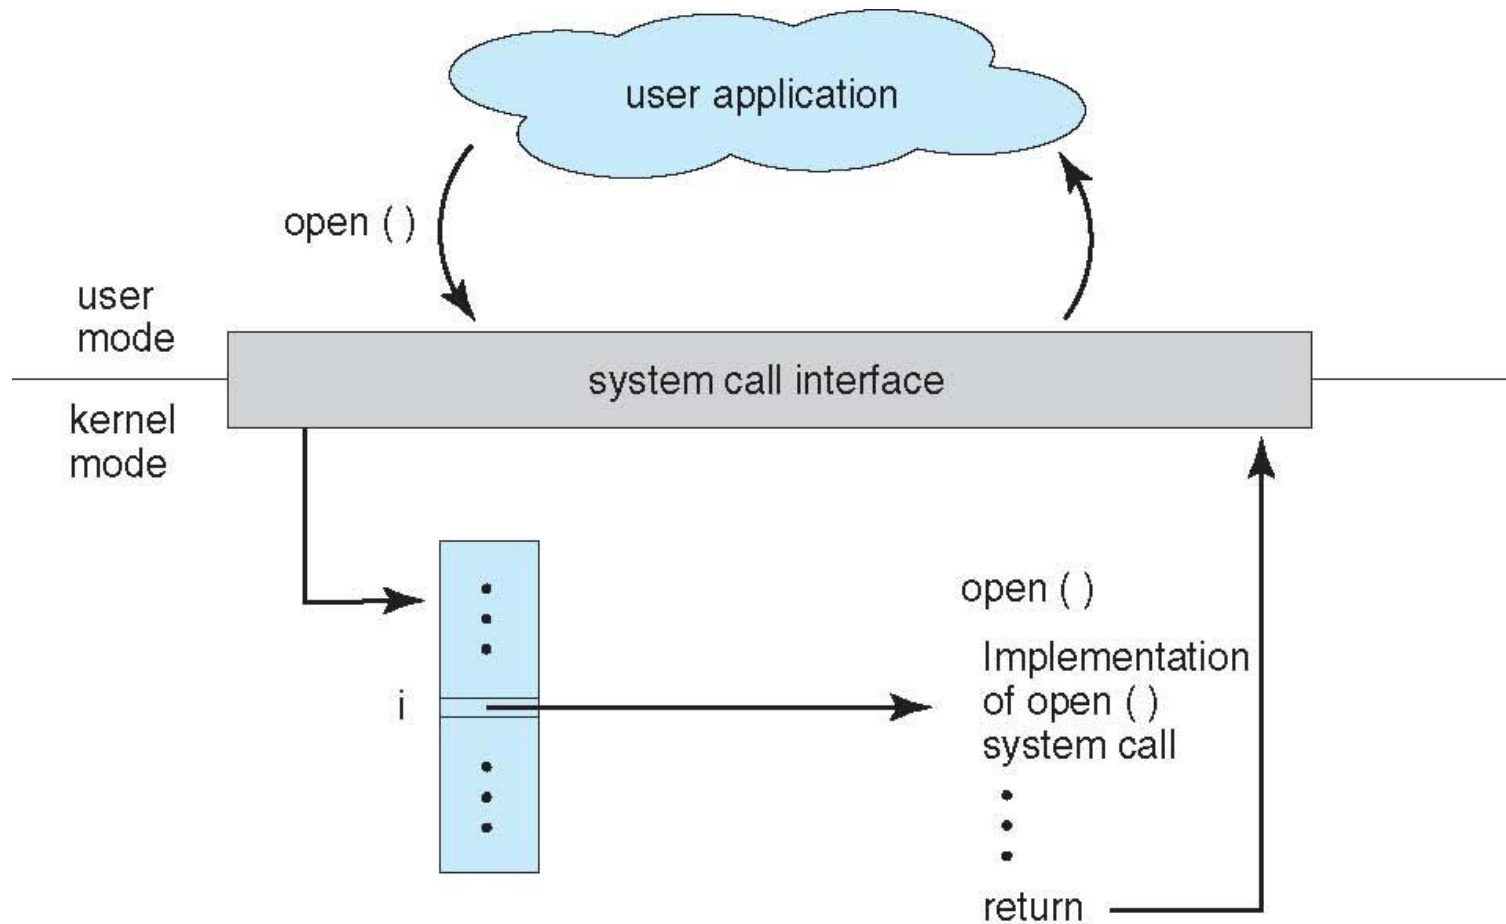 user application
open ( )
user
mode
system call interface
kernel
mode
open ( )
Implementation
of open ( )
system call
i
return